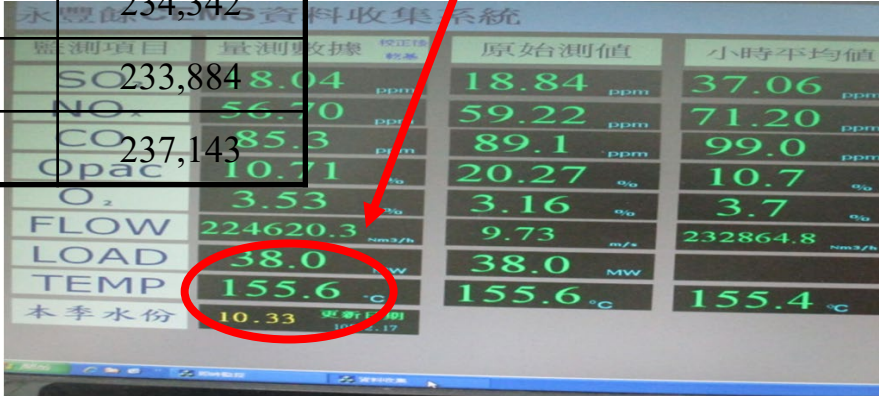 永豐餘CEMS資料收集系統
234,342
監測項目 量測數據 校正後 原始測值 小時平均值
SO 8.04 ppm 18.84 ppm 37.06 ppm
233,884
NOx 56.70 ppm 59.22 ppm 71.20 ppm
CO 85.3 ppm 89.1 ppm 99.0 ppm
237,143
Opac 10.71 % 20.27 % 10.7 %
O2 3.53 % 3.16 % 3.7 %
FLOW 224620.3 Nm3/h 9.73 m/s 232864.8 Nm3/h
LOAD 38.0 MW 38.0 MW
TEMP 155.6 °C 155.6 °C 155.4 °C
本季水份 10.33 更新日期